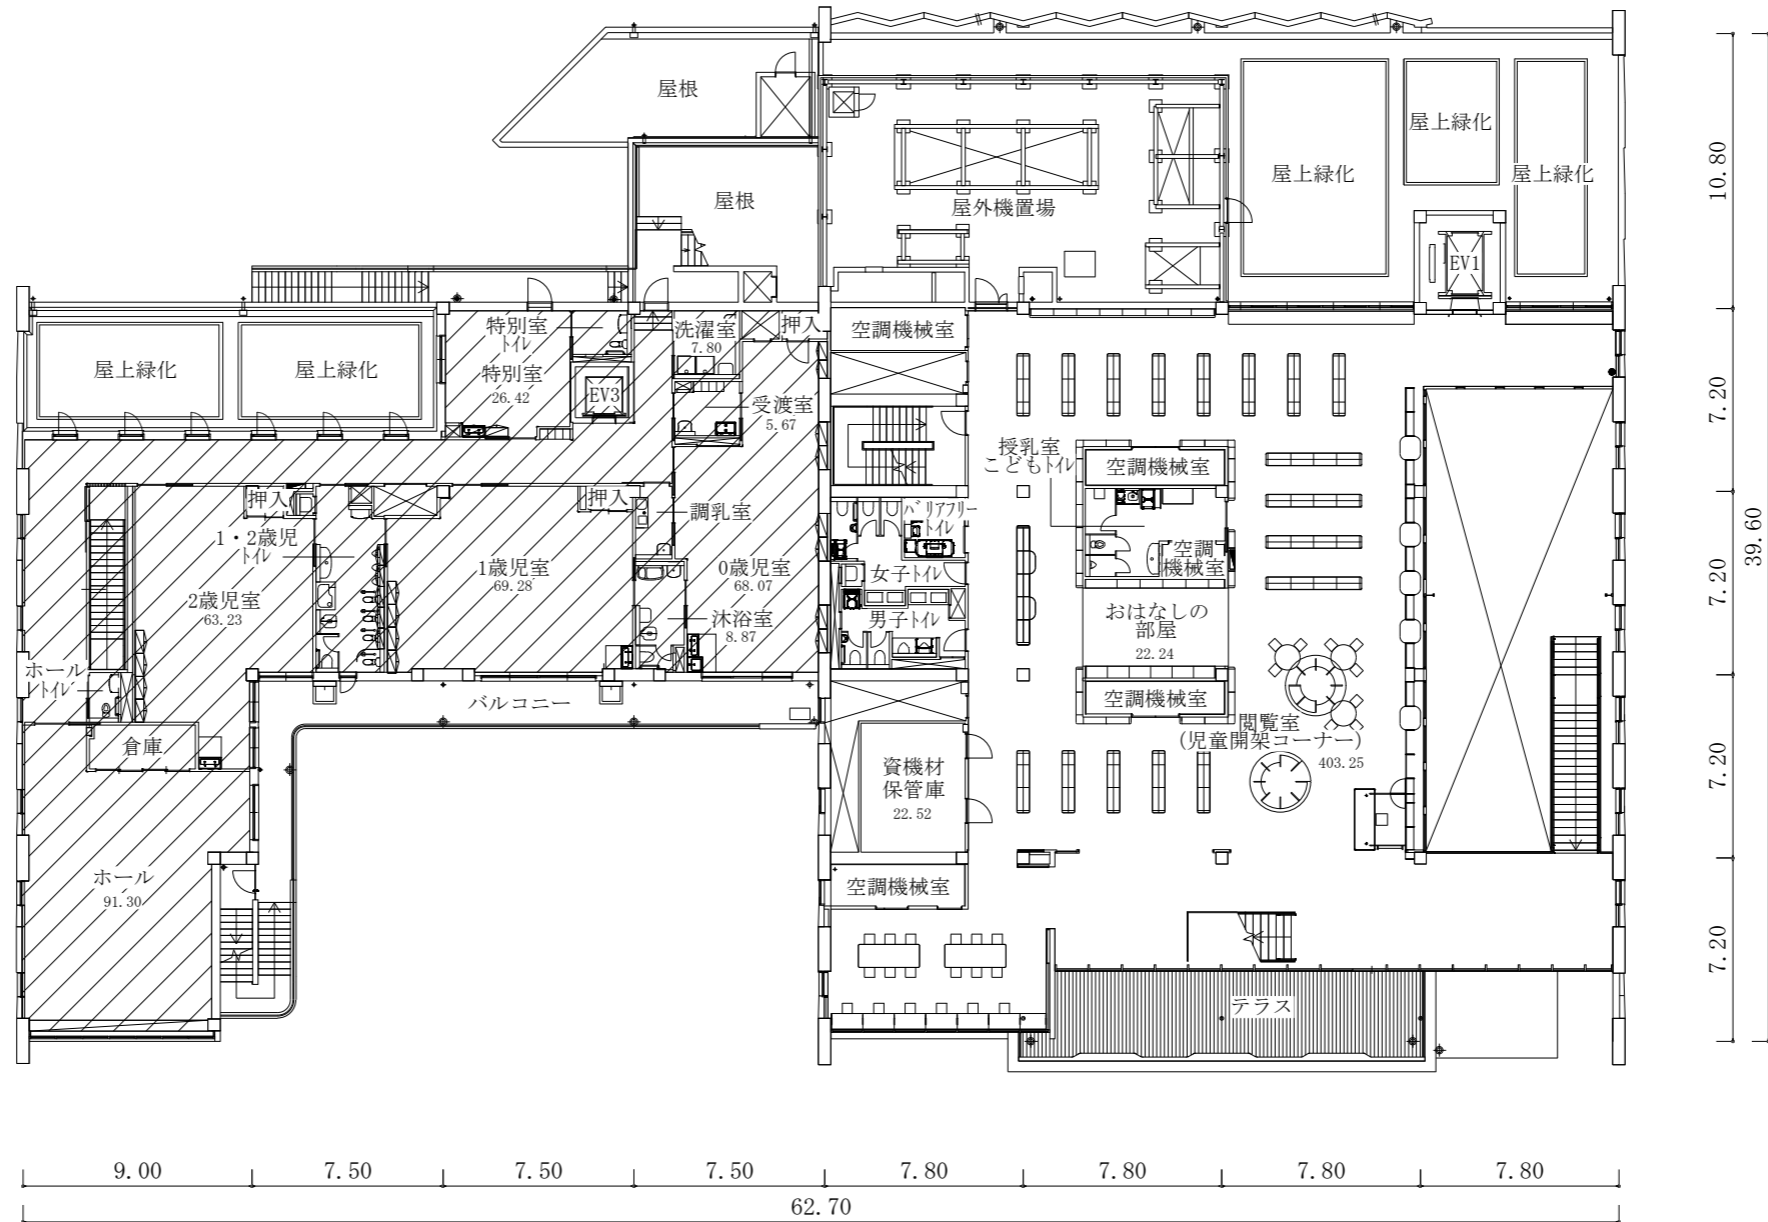 屋根
屋根
屋外機置場
屋上緑化
屋上緑化
屋上緑化
EV1
10.80
39.60
7.20
7.20
7.20
7.20
屋上緑化
屋上緑化
特別室
トイレ
特別室
26.42
EV3
洗濯室
7.80
押入
受渡室
5.67
空調機械室
授乳室
こどもトイレ
空調機械室
押入
1・2歳児
トイレ
押入
調乳室
バリアフリー
トイレ
空調
機械室
2歳児室
63.23
1歳児室
69.28
0歳児室
68.07
沐浴室
8.87
女子トイレ
男子トイレ
おはなしの
部屋
22.24
空調機械室
ホール
トイレ
倉庫
バルコニー
閲覧室
(児童開架コーナー)
403.25
資機材
保管庫
22.52
空調機械室
ホール
91.30
テラス
9.00
7.50
7.50
7.50
7.80
7.80
7.80
7.80
62.70